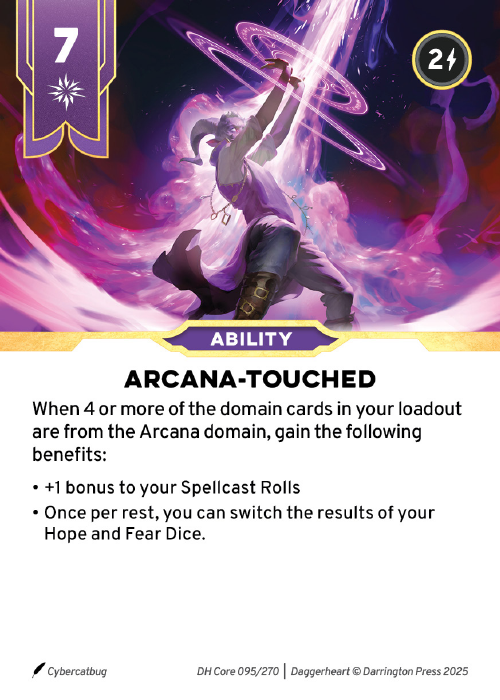 7
2
ABILITY
ARCANA-TOUCHED
When 4 or more of the domain cards in your loadout
are from the Arcana domain, gain the following
benefits:
• +1 bonus to your Spellcast Rolls
• Once per rest, you can switch the results of your
Hope and Fear Dice.
Cybercatbug
DH Core 095/270 | Daggerheart © Darrington Press 2025